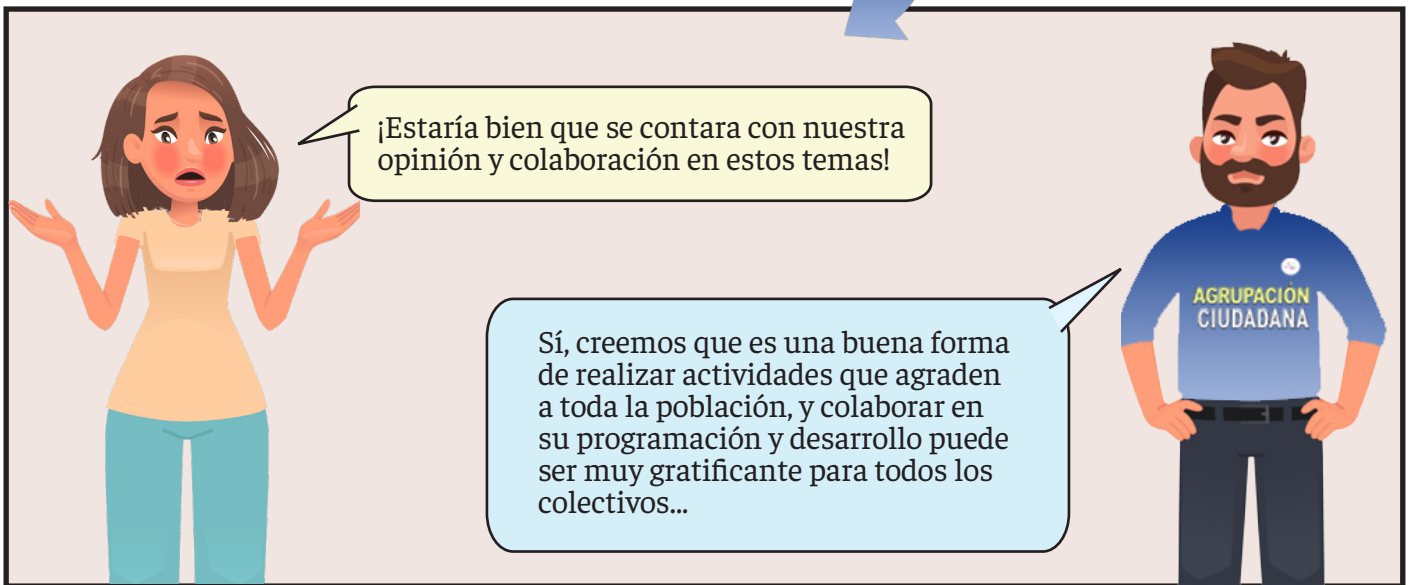 ¡Estaría bien que se contara con nuestra
opinión y colaboración en estos temas!
Sí, creemos que es una buena forma
de realizar actividades que agraden
a toda la población, y colaborar en
su programación y desarrollo puede
ser muy gratificante para todos los
colectivos...
AGRUPACIÓN
CIUDADANA